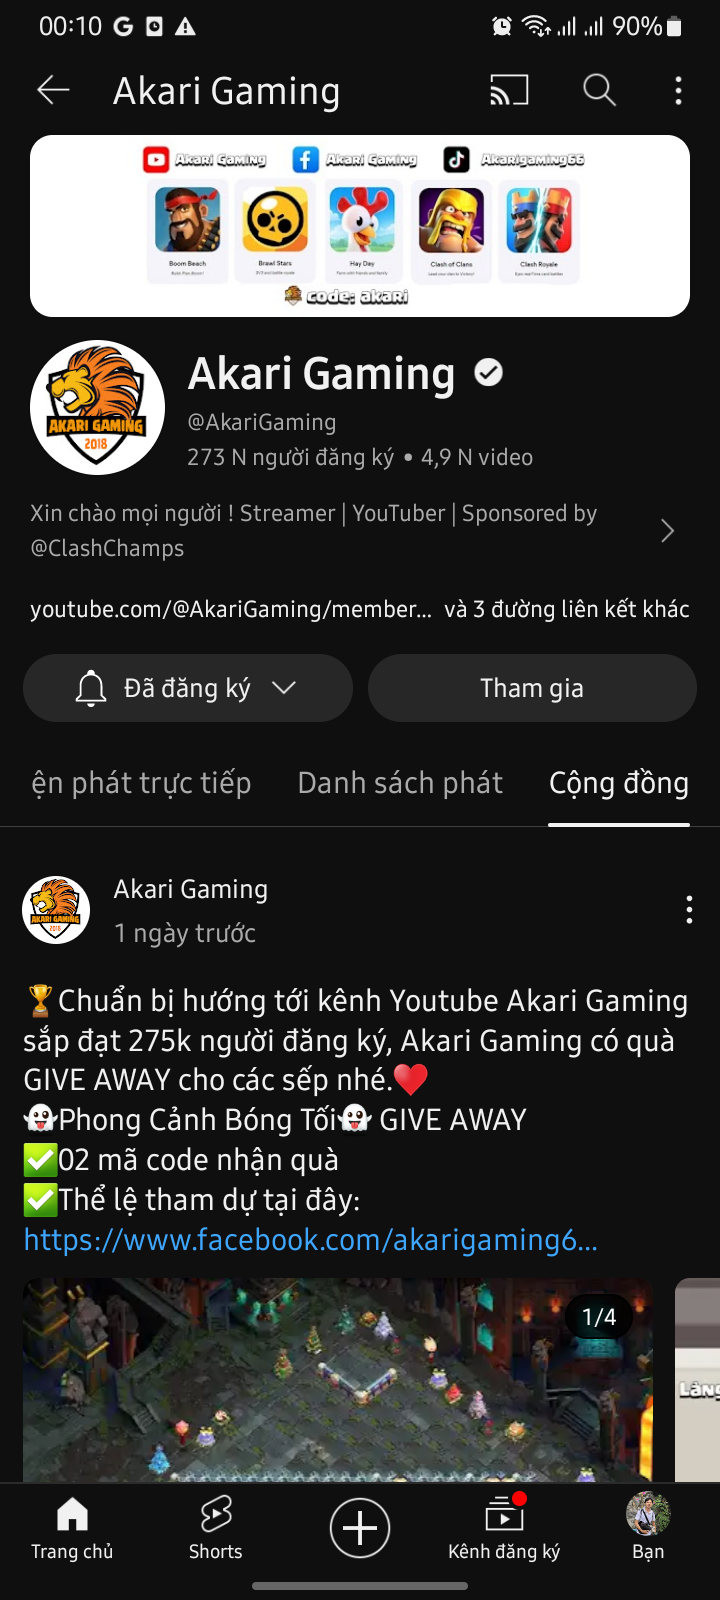 00:10
90%
Akari Gaming
Akari Gaming
Akari Gaming
Akarigaming66
Boom Beach
Brawl Stars
Hay Day
Clash of Clans
Clash Royale
code: akari
AKARI GAMING
2018
Akari Gaming
@AkariGaming
273 N người đăng ký • 4,9 N video
Xin chào mọi người ! Streamer | YouTuber | Sponsored by
@ClashChamps
youtube.com/@AkariGaming/member... và 3 đường liên kết khác
Đã đăng ký
Tham gia
ện phát trực tiếp
Danh sách phát
Cộng đồng
AKARI GAMING
2018
Akari Gaming
1 ngày trước
🏆Chuẩn bị hướng tới kênh Youtube Akari Gaming
sắp đạt 275k người đăng ký, Akari Gaming có quà
GIVE AWAY cho các sếp nhé.❤️
👻Phong Cảnh Bóng Tối👻 GIVE AWAY
✅02 mã code nhận quà
✅Thể lệ tham dự tại đây:
https://www.facebook.com/akarigaming6...
1/4
Trang chủ
Shorts
Kênh đăng ký
Bạn